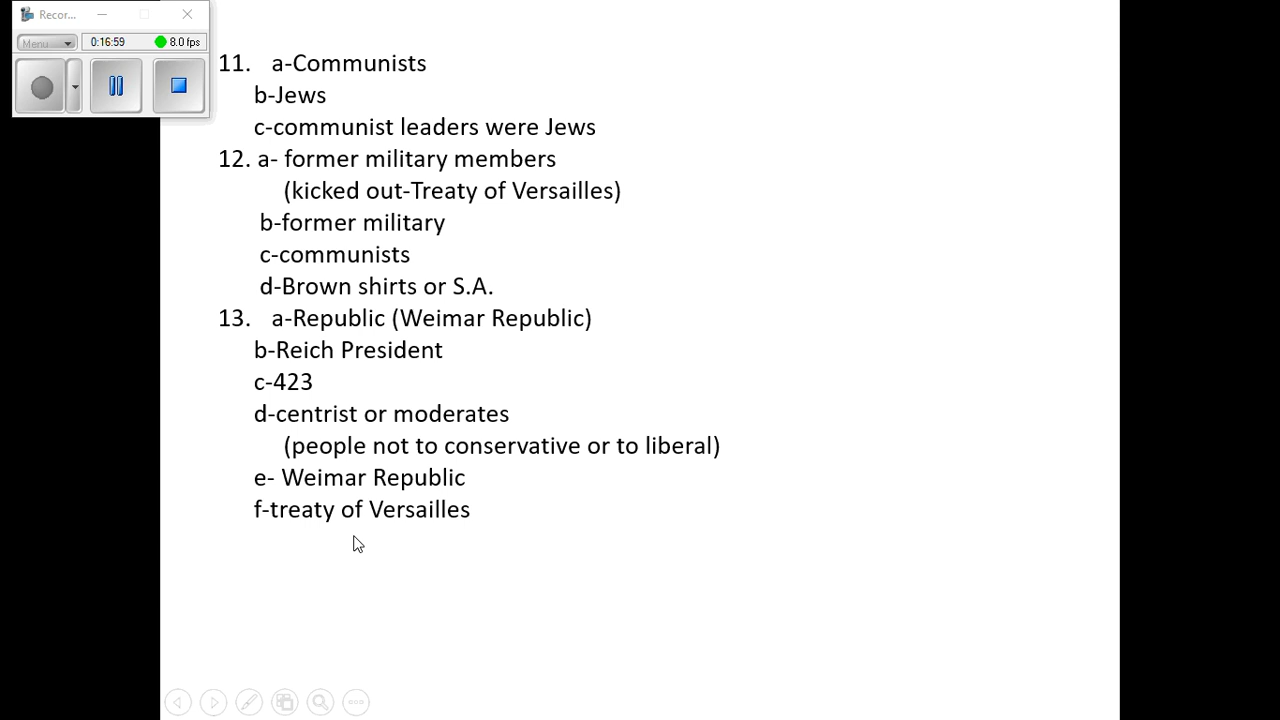 Recor...
Menu
0:16:59
8.0 fps
11. a-Communists
b-Jews
c-communist leaders were Jews
12. a- former military members
(kicked out-Treaty of Versailles)
b-former military
c-communists
d-Brown shirts or S.A.
13. a-Republic (Weimar Republic)
b-Reich President
c-423
d-centrist or moderates
(people not to conservative or to liberal)
e- Weimar Republic
f-treaty of Versailles